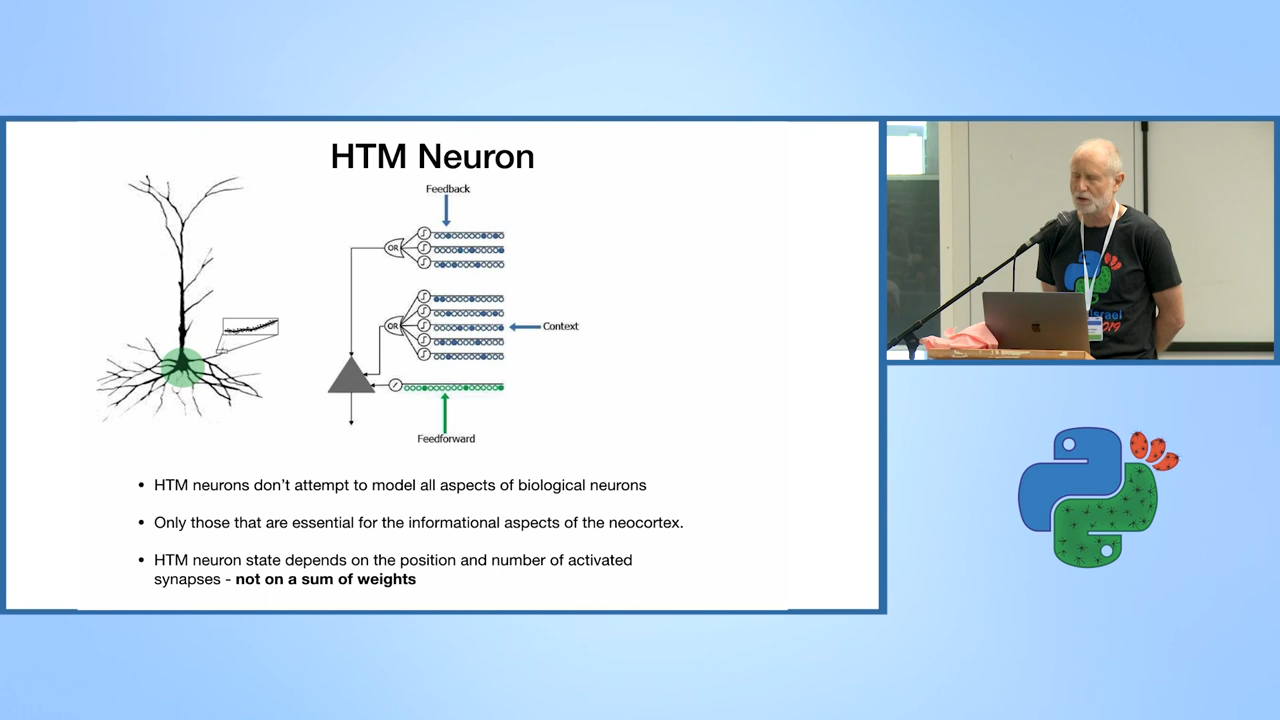 HTM Neuron
Feedback
OR
OR
Context
Feedforward
• HTM neurons don't attempt to model all aspects of biological neurons
• Only those that are essential for the informational aspects of the neocortex.
• HTM neuron state depends on the position and number of activated
synapses - not on a sum of weights
Israel
2019